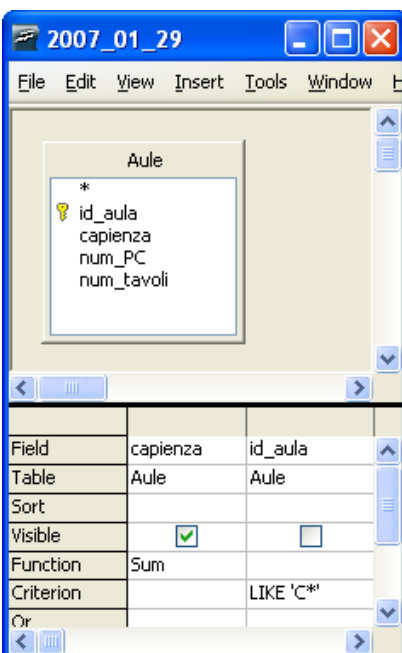 2007_01_29
File Edit View Insert Tools Window
Aule
*
id_aula
capienza
num_PC
num_tavoli
Field capienza id_aula
Table Aule Aule
Sort
Visible
Function Sum
Criterion LIKE 'C*'
Or